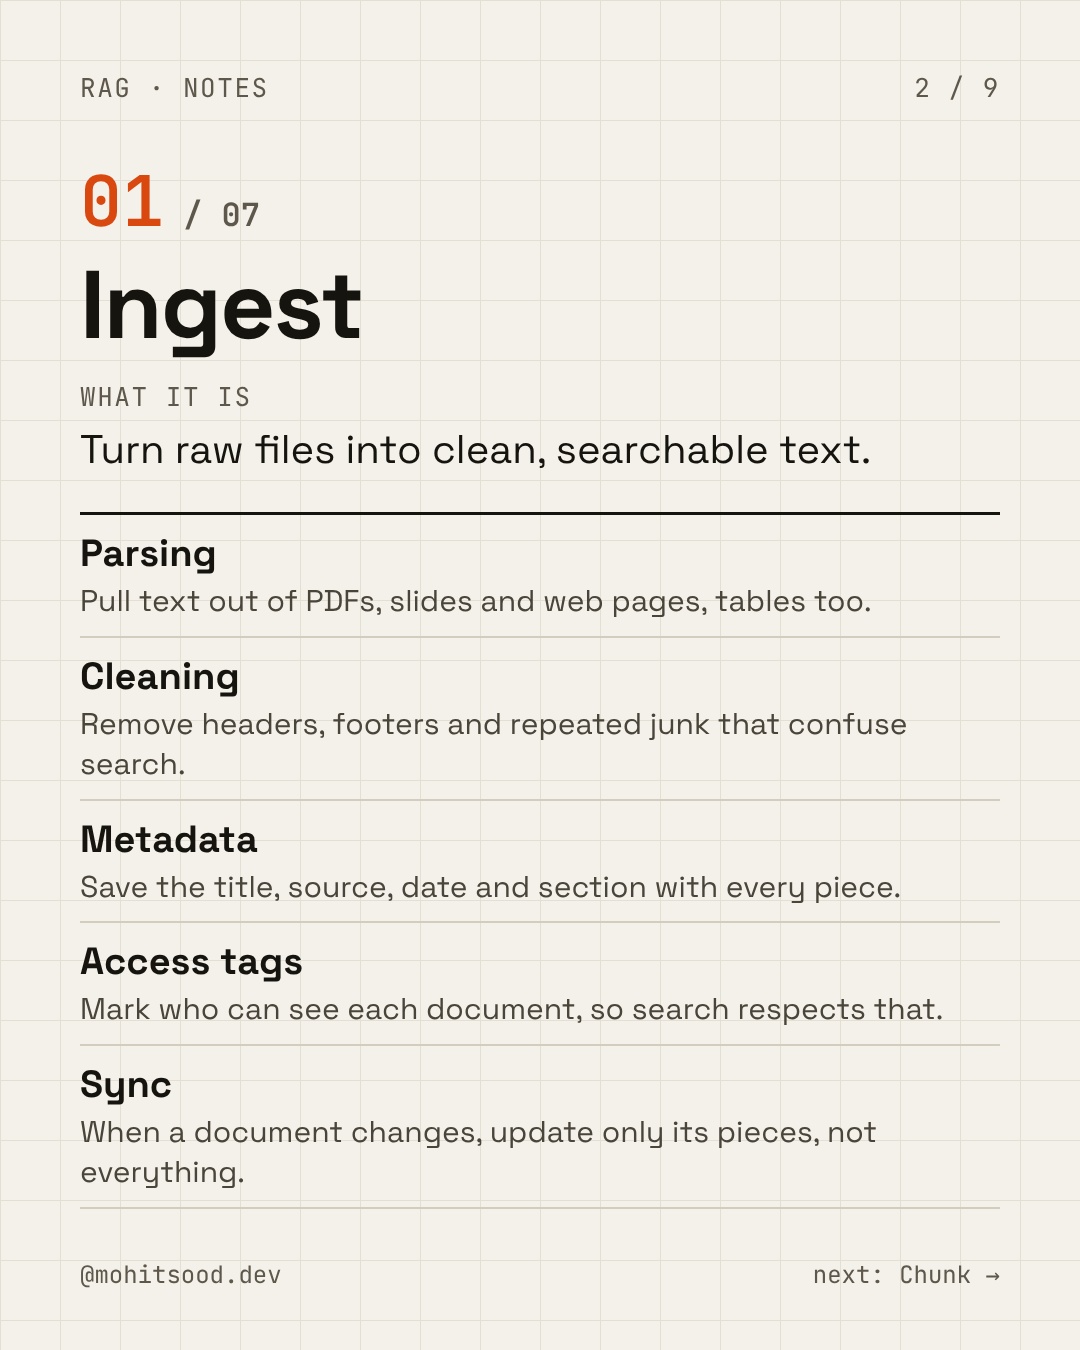 RAG · NOTES
2 / 9
01 / 07
Ingest
WHAT IT IS
Turn raw files into clean, searchable text.
Parsing
Pull text out of PDFs, slides and web pages, tables too.
Cleaning
Remove headers, footers and repeated junk that confuse
search.
Metadata
Save the title, source, date and section with every piece.
Access tags
Mark who can see each document, so search respects that.
Sync
When a document changes, update only its pieces, not
everything.
@mohitsood.dev
next: Chunk →